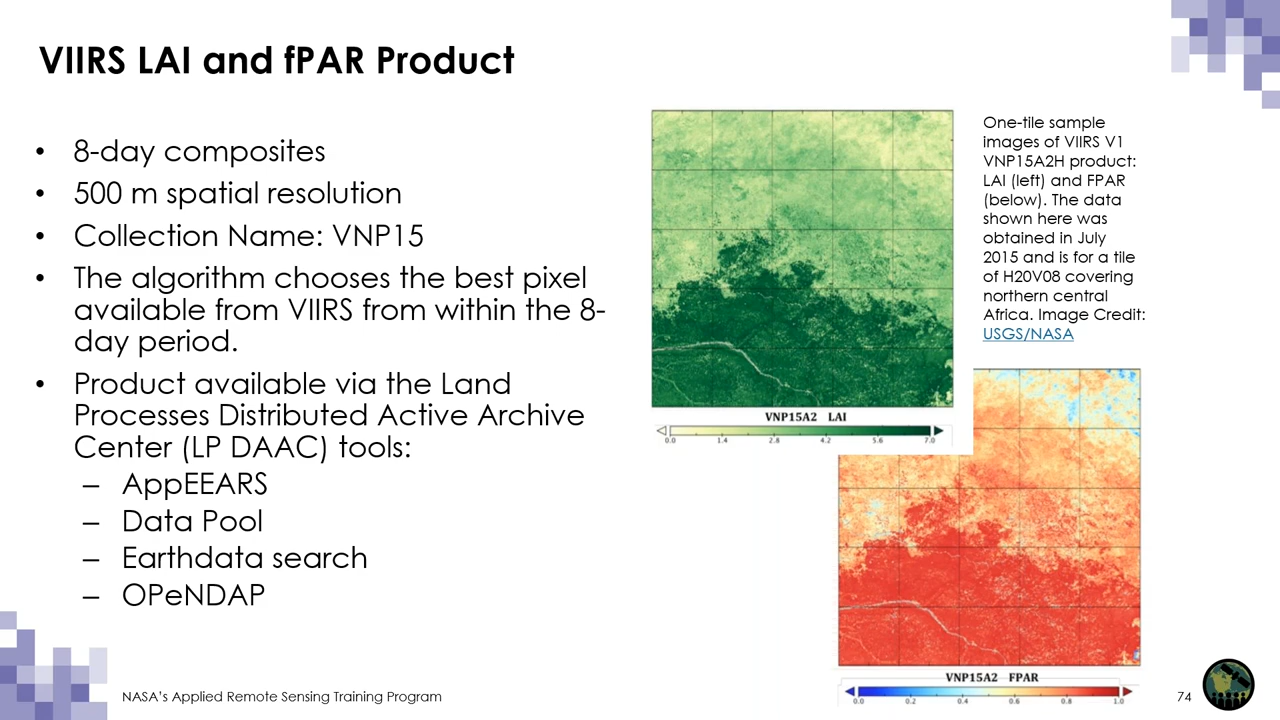 VIIRS LAI and fPAR Product
• 8-day composites
• 500 m spatial resolution
• Collection Name: VNP15
• The algorithm chooses the best pixel
available from VIIRS from within the 8-
day period.
• Product available via the Land
Processes Distributed Active Archive
Center (LP DAAC) tools:
– AppEEARS
– Data Pool
– Earthdata search
– OPeNDAP
VNP15A2 LAI
0.0 1.4 2.8 4.2 5.6 7.0
One-tile sample
images of VIIRS V1
VNP15A2H product:
LAI (left) and FPAR
(below). The data
shown here was
obtained in July
2015 and is for a tile
of H20V08 covering
northern central
Africa. Image Credit:
USGS/NASA
VNP15A2 FPAR
0.0 0.2 0.4 0.6 0.8 1.0
NASA's Applied Remote Sensing Training Program
74